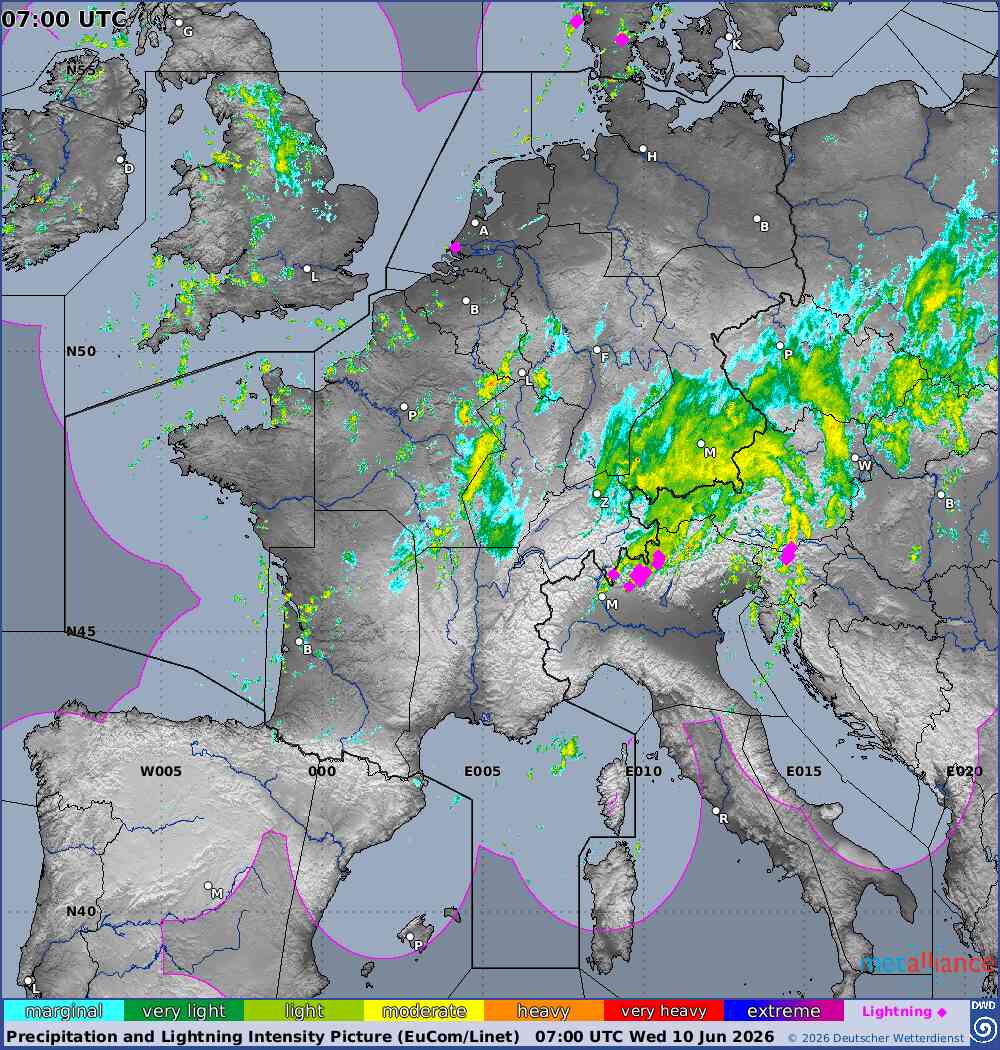 07:00 UTC
G
K
N55
D
H
A
B
L
B
N50
P
F
L
P
M
W
Z
B
M
N45
B
W005
000
E005
E010
E015
E020
R
M
N40
P
metalliance
L
marginal
very light
light
moderate
heavy
very heavy
extreme
Lightning ◆
DWD
Precipitation and Lightning Intensity Picture (EuCom/Linet) 07:00 UTC Wed 10 Jun 2026 © 2026 Deutscher Wetterdienst